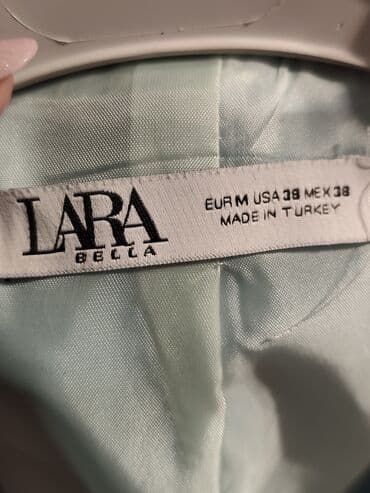 LARA
BELLA
EUR M USA 38 MEX 38
MADE IN TURKEY